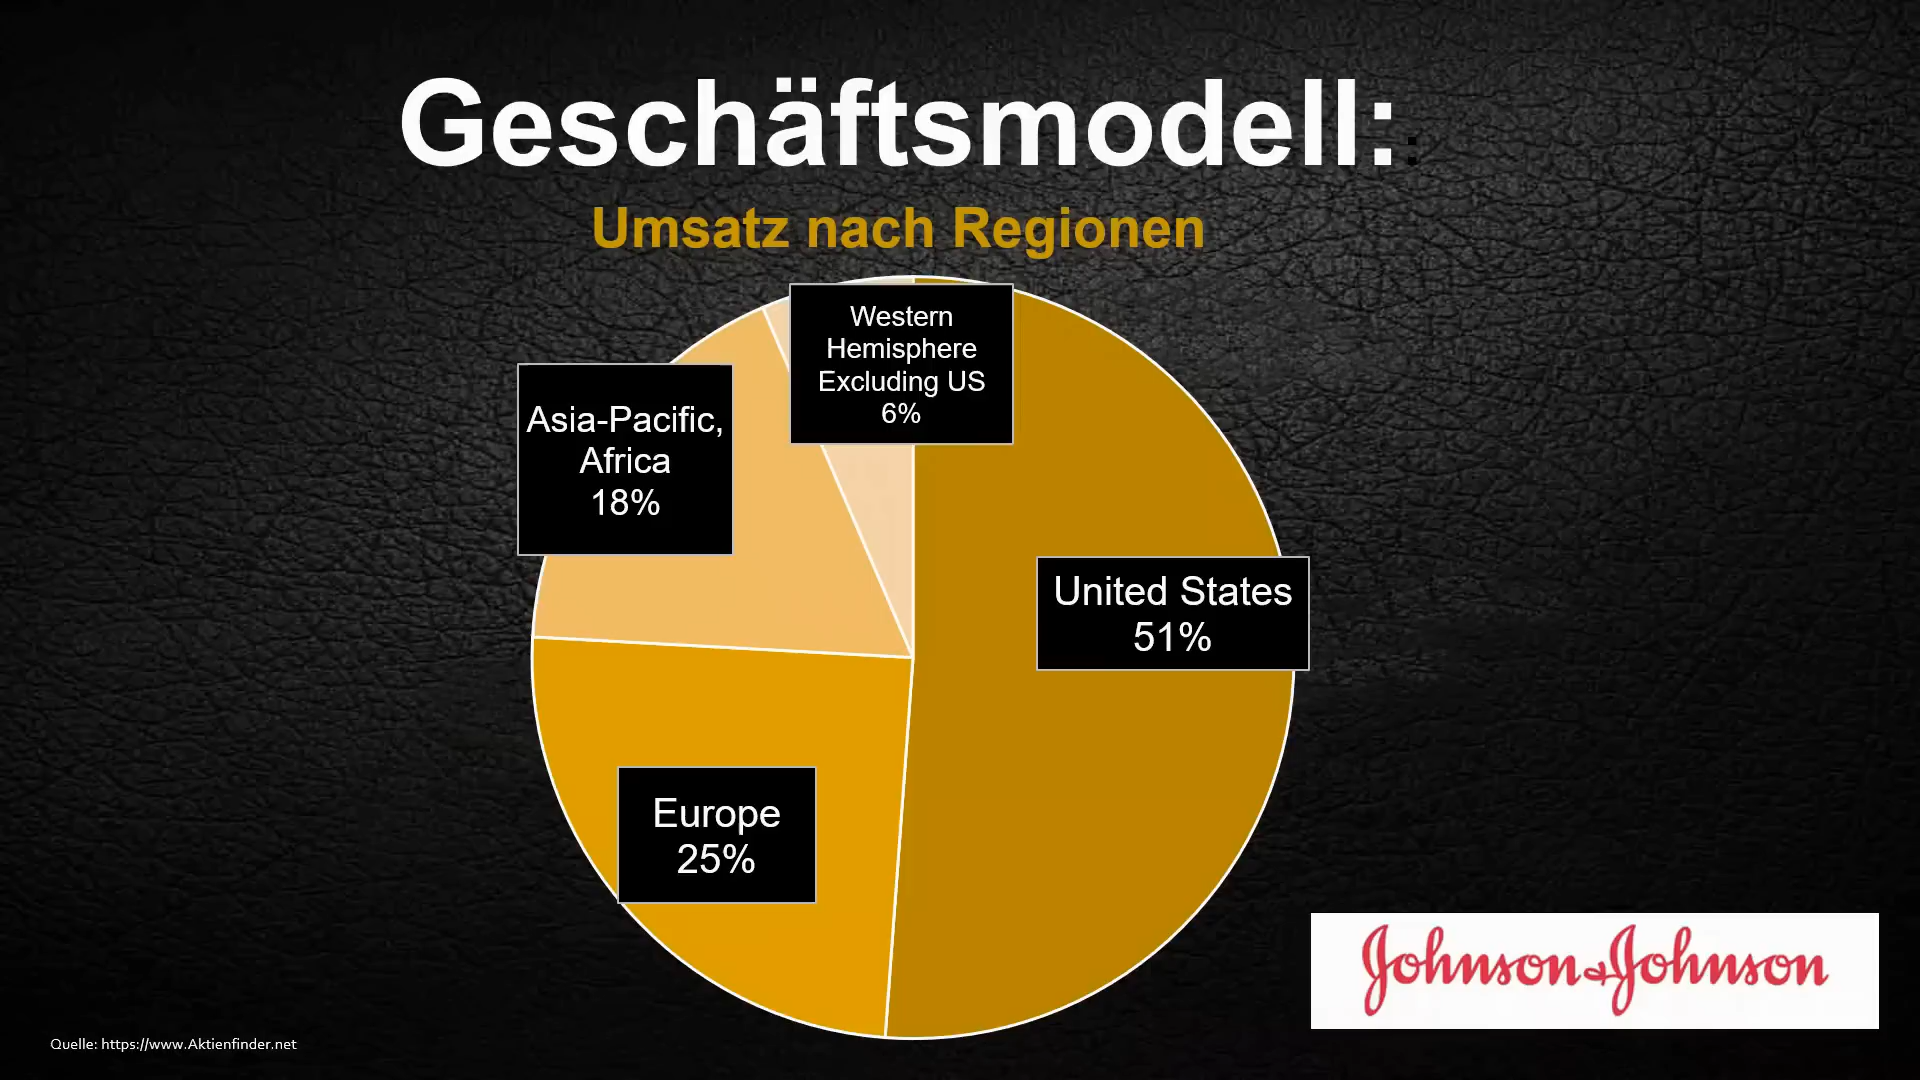 Geschäftsmodell:
Umsatz nach Regionen
Western
Hemisphere
Excluding US
6%
Asia-Pacific,
Africa
18%
United States
51%
Europe
25%
Johnson & Johnson
Quelle: https://www.Aktienfinder.net